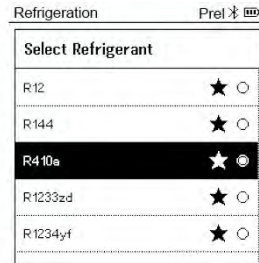 Refrigeration Prel
Select Refrigerant
R12
R144
R410a
R1233zd
R1234yf